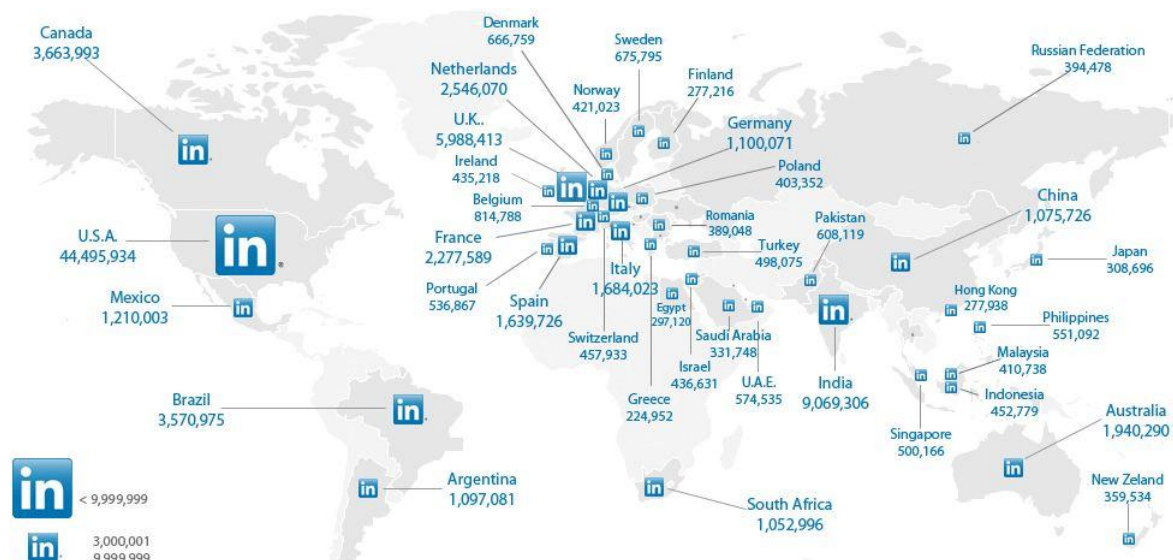 Canada
3,663,993
Denmark
666,759
Sweden
675,795
Russian Federation
394,478
Netherlands
2,546,070
Finland
277,216
Norway
421,023
U.K..
5,988,413
Germany
1,100,071
Ireland
435,218
Poland
403,352
Belgium
814,788
China
1,075,726
Romania
389,048
Pakistan
608,119
U.S.A.
44,495,934
France
2,277,589
Turkey
498,075
Japan
308,696
Italy
1,684,023
Portugal
536,867
Spain
1,639,726
Mexico
1,210,003
Egypt
297,120
Hong Kong
277,938
Philippines
551,092
Switzerland
457,933
Saudi Arabia
331,748
Israel
436,631
U.A.E.
574,535
India
9,069,306
Malaysia
410,738
Indonesia
452,779
Greece
224,952
Brazil
3,570,975
Singapore
500,166
Australia
1,940,290
Argentina
1,097,081
South Africa
1,052,996
New Zeland
359,534
in
< 9,999,999
in
3,000,001
9,999,999